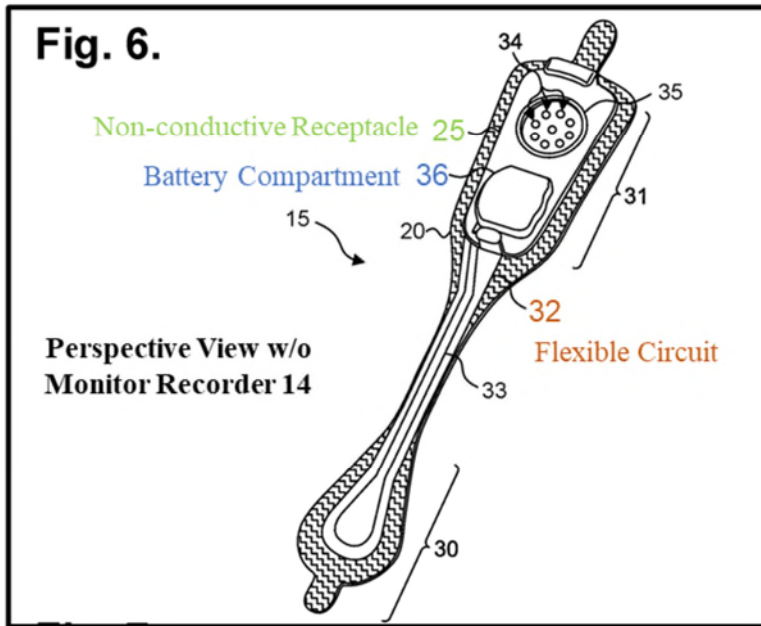 Fig. 6.
34
35
Non-conductive Receptacle 25
Battery Compartment 36
31
15
20
32
Perspective View w/o
Monitor Recorder 14
Flexible Circuit
33
30